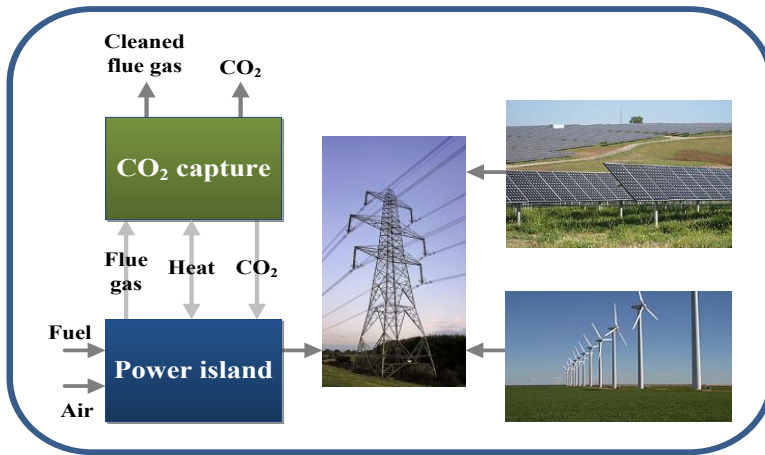 Cleaned
flue gas
CO₂
CO₂ capture
Flue
gas
Heat
CO₂
Fuel
Power island
Air